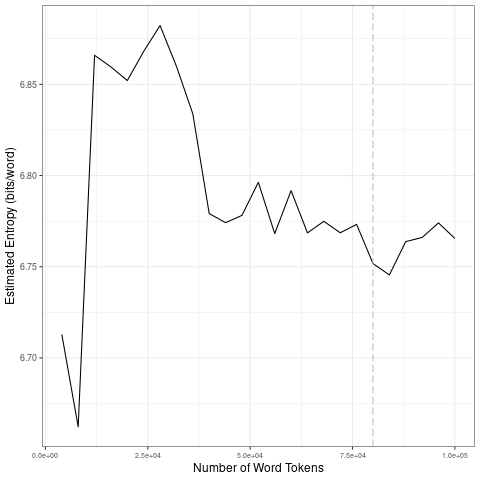 Estimated Entropy (bits/word)
6.85
6.80
6.75
6.70
0.0e+00 2.5e+04 5.0e+04 7.5e+04 1.0e+05
Number of Word Tokens